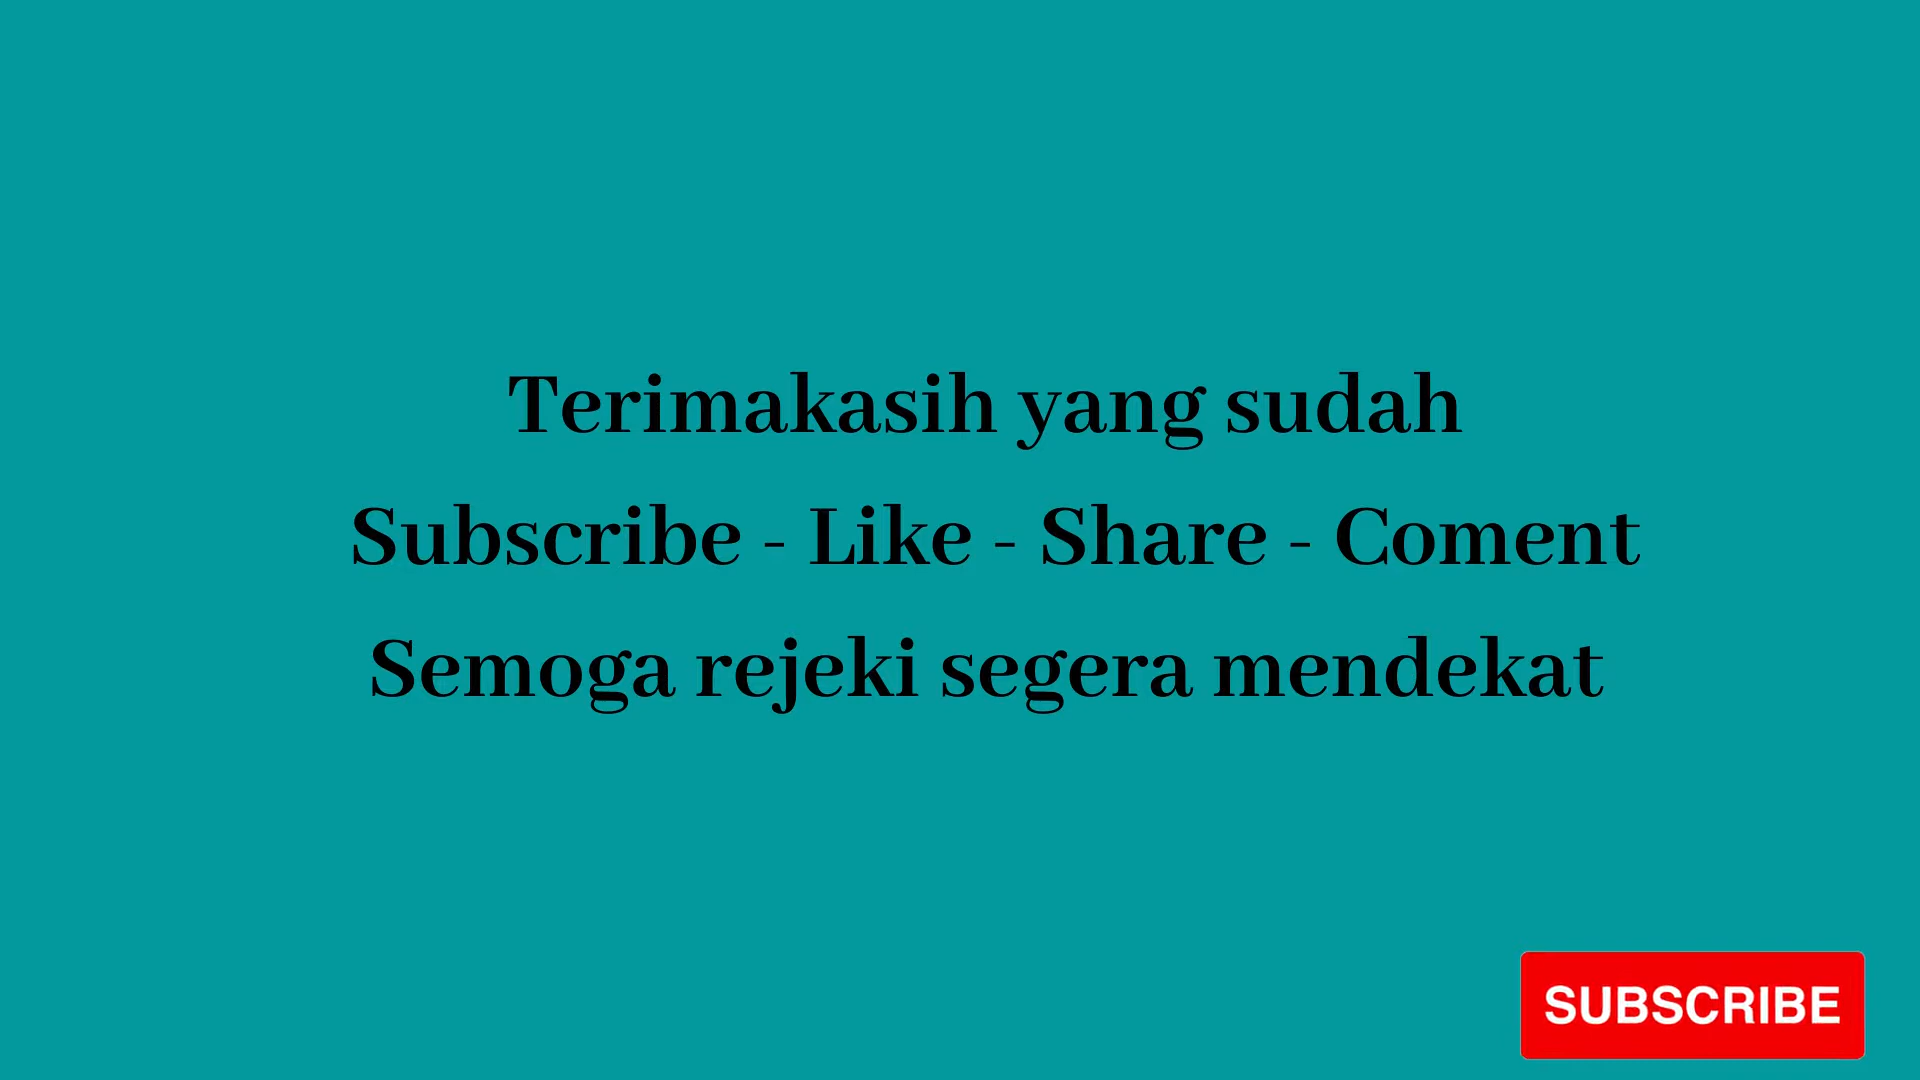 Terimakasih yang sudah
Subscribe - Like - Share - Coment
Semoga rejeki segera mendekat
SUBSCRIBE